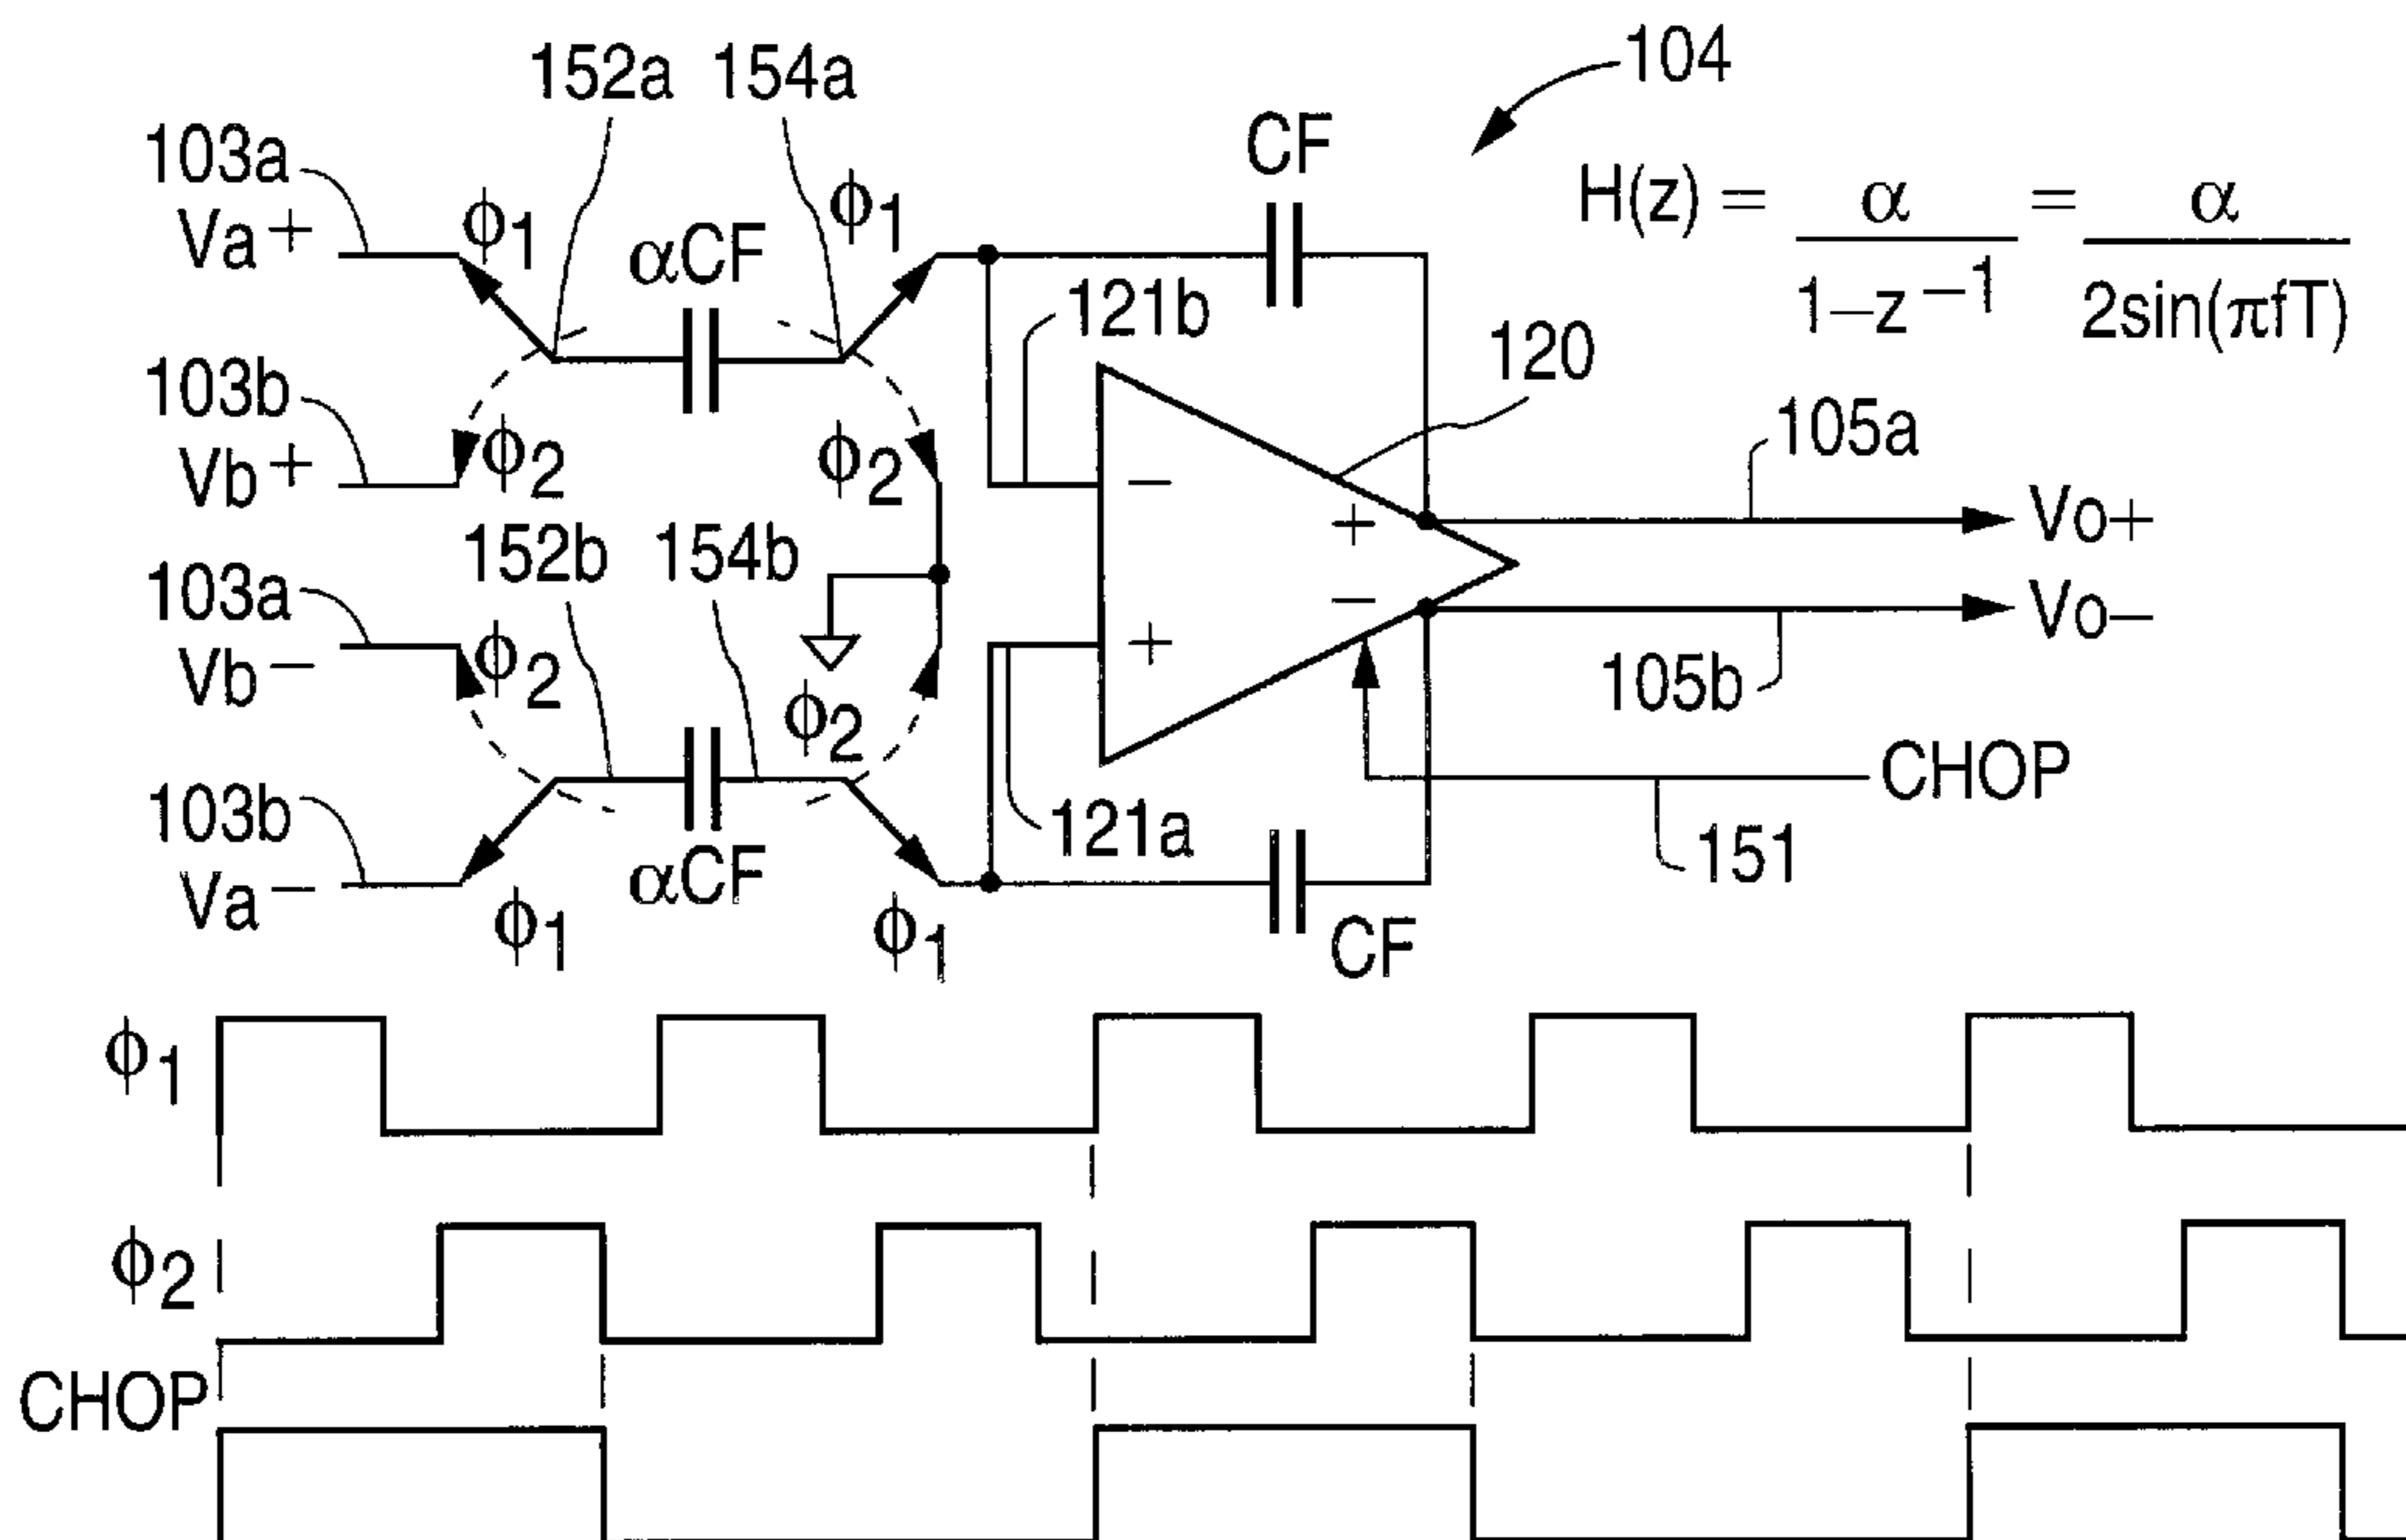 104
152a 154a
103a
Va+
ϕ1
αCF
ϕ1
CF
H(z) = α / 1–z–1 = α / 2sin(πfT)
121b
120
103b
Vb+
ϕ2
ϕ2
105a
Vo+
–
+
152b 154b
103a
Vb–
ϕ2
ϕ2
+
–
Vo–
105b
CHOP
151
103b
Va–
ϕ1
αCF
ϕ1
121a
CF
ϕ1
ϕ2
CHOP